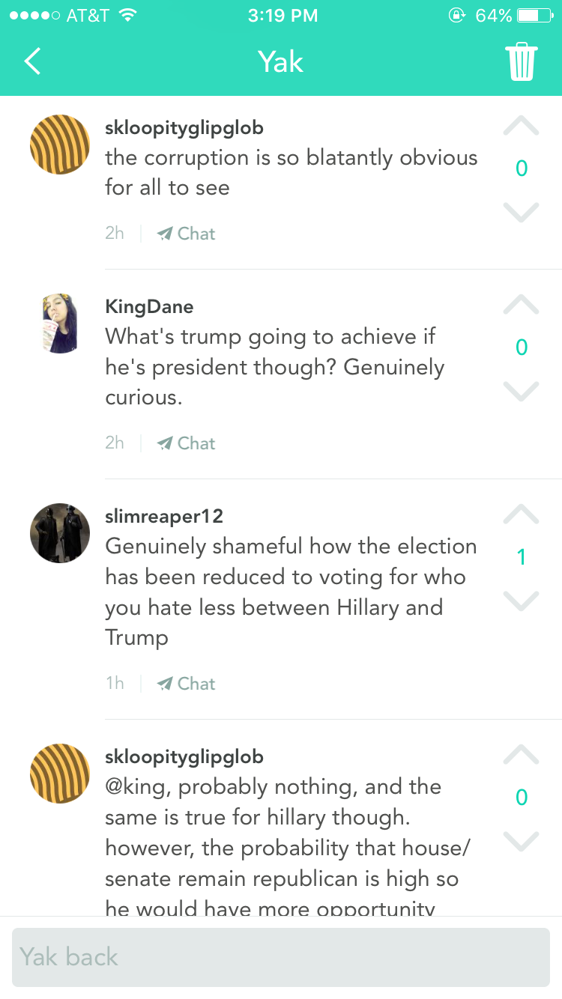 AT&T 3:19 PM 64%
Yak
skloopityglipglob
the corruption is so blatantly obvious
for all to see
0
2h Chat
KingDane
What's trump going to achieve if
he's president though? Genuinely
curious.
0
2h Chat
slimreaper12
Genuinely shameful how the election
has been reduced to voting for who
you hate less between Hillary and
Trump
1
1h Chat
skloopityglipglob
@king, probably nothing, and the
same is true for hillary though.
however, the probability that house/
senate remain republican is high so
he would have more opportunity
0
Yak back